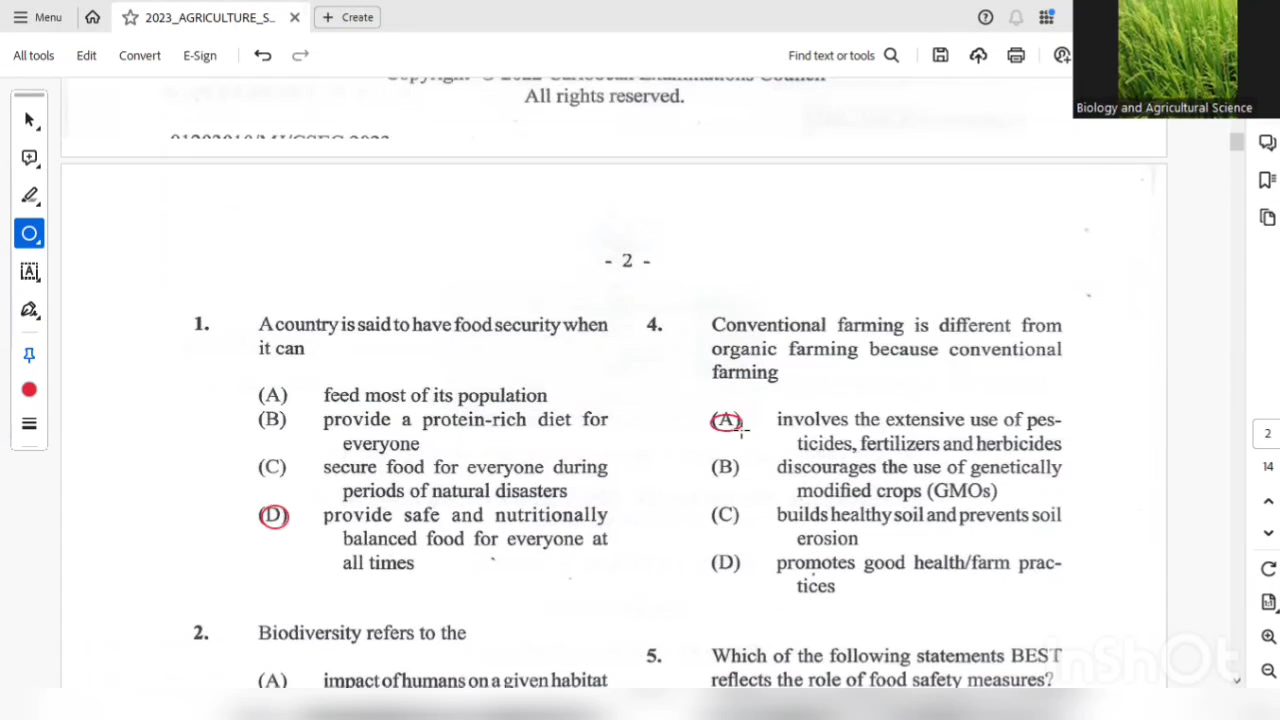 Menu
2023_AGRICULTURE_S...
Create
All tools
Edit
Convert
E-Sign
Find text or tools
Biology and Agricultural Science
Copyright © 2022 Caribbean Examinations Council
All rights reserved.
- 2 -
1. A country is said to have food security when
it can
(A) feed most of its population
(B) provide a protein-rich diet for
everyone
(C) secure food for everyone during
periods of natural disasters
(D) provide safe and nutritionally
balanced food for everyone at
all times
2. Biodiversity refers to the
(A) impact of humans on a given habitat
4. Conventional farming is different from
organic farming because conventional
farming
(A) involves the extensive use of pes-
ticides, fertilizers and herbicides
(B) discourages the use of genetically
modified crops (GMOs)
(C) builds healthy soil and prevents soil
erosion
(D) promotes good health/farm prac-
tices
5. Which of the following statements BEST
reflects the role of food safety measures?
2
14
InShOt